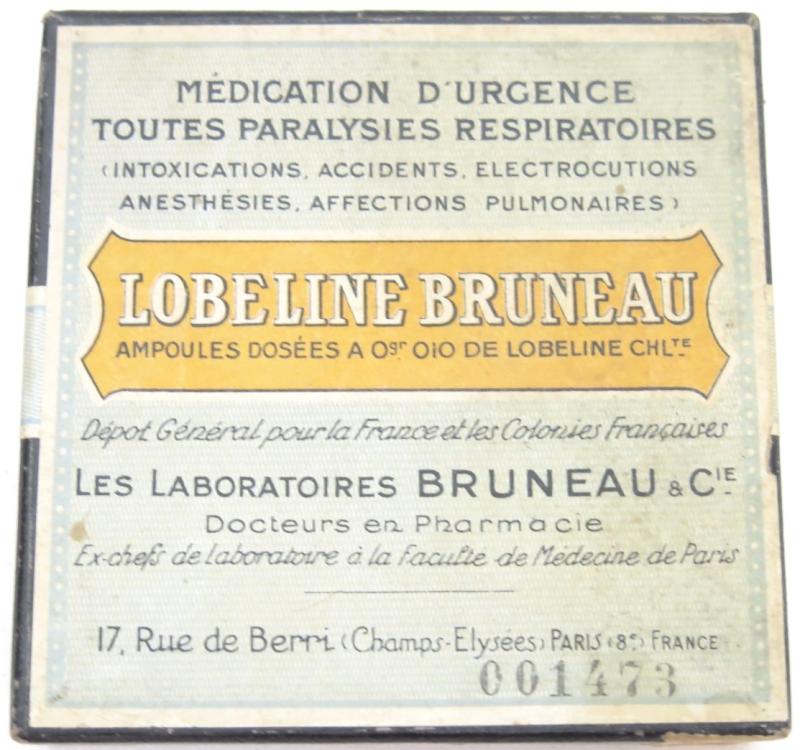 MÉDICATION D'URGENCE
TOUTES PARALYSIES RESPIRATOIRES
(INTOXICATIONS, ACCIDENTS, ELECTROCUTIONS
ANESTHÉSIES, AFFECTIONS PULMONAIRES)
LOBELINE BRUNEAU
AMPOULES DOSÉES A 0gr 010 DE LOBELINE CHLTE
Dépot Général pour la France et les Colonies Françaises
LES LABORATOIRES BRUNEAU & CIE
Docteurs en Pharmacie
Ex-chefs de laboratoire à la Faculte de Médecine de Paris
17, Rue de Berri (Champs-Elysées) PARIS (8e) FRANCE
001473